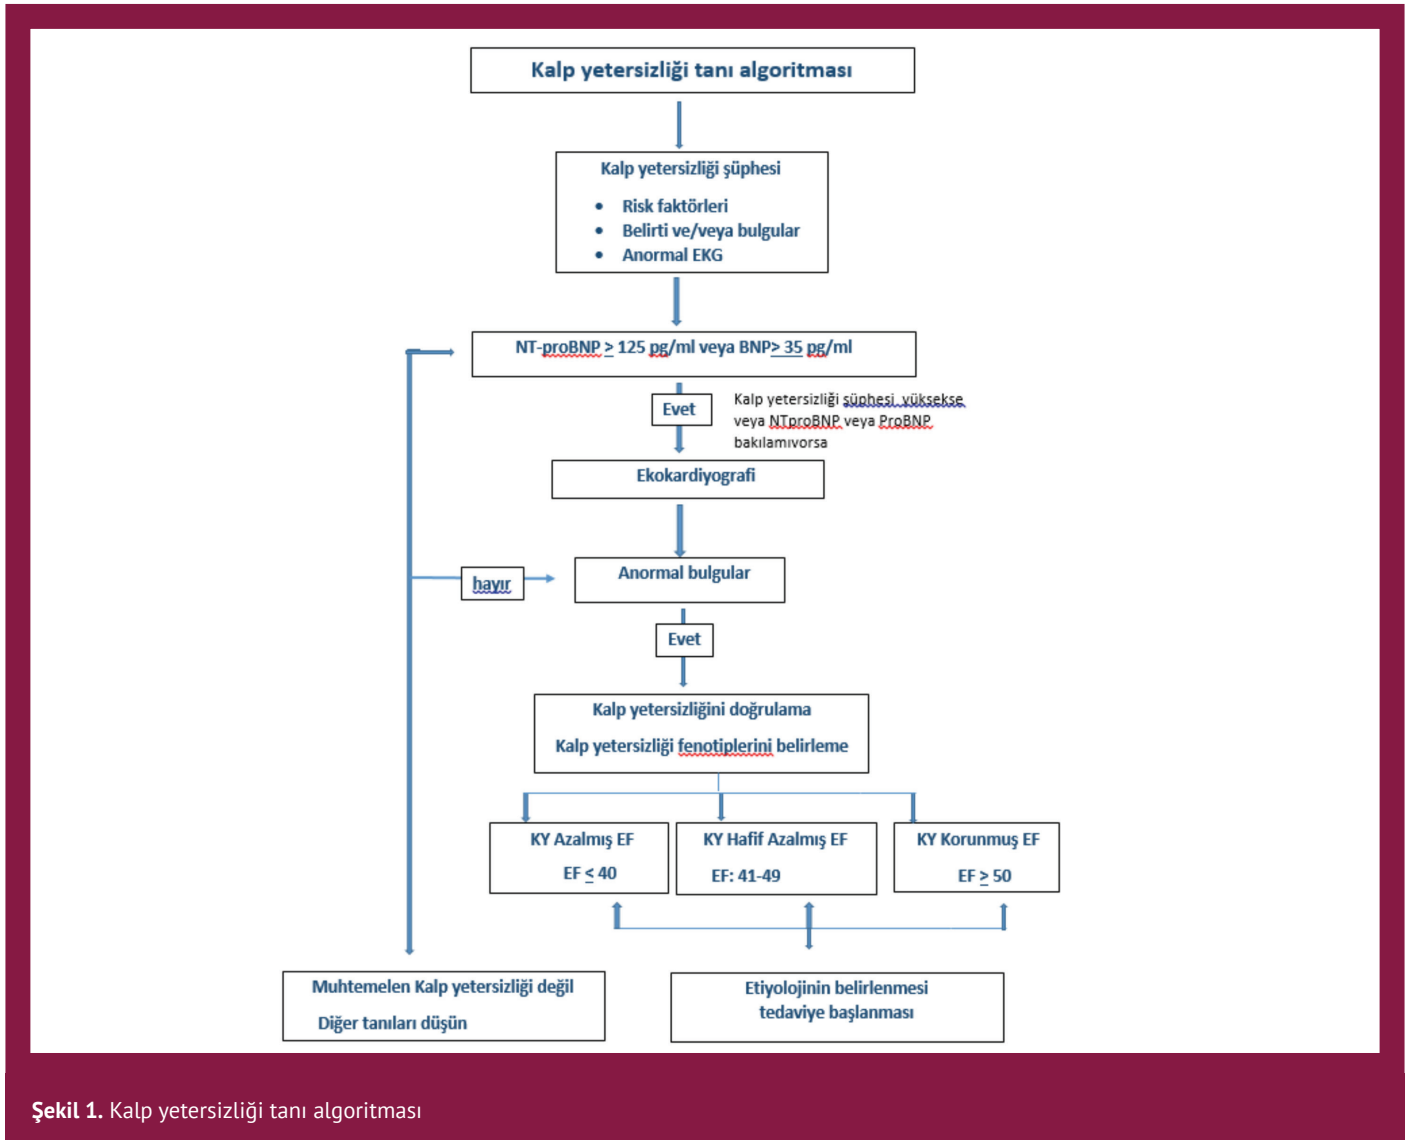 Kalp yetersizliği tanı algoritması
Kalp yetersizliği şüphesi
• Risk faktörleri
• Belirti ve/veya bulgular
• Anormal EKG
NT-proBNP ≥ 125 pg/ml veya BNP≥ 35 pg/ml
Evet
Kalp yetersizliği şüphesi yüksekse
veya NTproBNP veya ProBNP
bakılamıyorsa
Ekokardiyografi
Anormal bulgular
hayır
Evet
Kalp yetersizliğini doğrulama
Kalp yetersizliği fenotiplerini belirleme
KY Azalmış EF
EF ≤ 40
KY Hafif Azalmış EF
EF: 41-49
KY Korunmuş EF
EF ≥ 50
Muhtemelen Kalp yetersizliği değil
Diğer tanıları düşün
Etiyolojinin belirlenmesi
tedaviye başlanması
Şekil 1. Kalp yetersizliği tanı algoritması